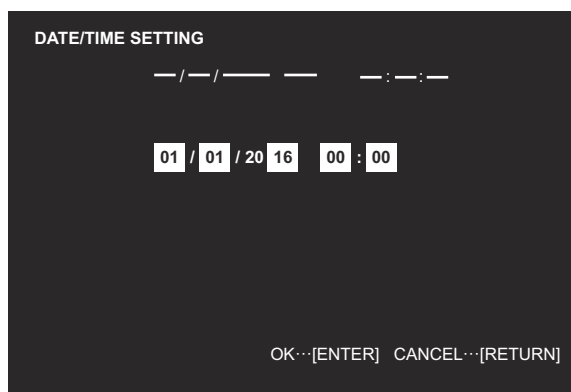 DATE/TIME SETTING
––/––/–––– –– ––:––:––
01 / 01 / 20 16 00 : 00
OK···[ENTER] CANCEL···[RETURN]